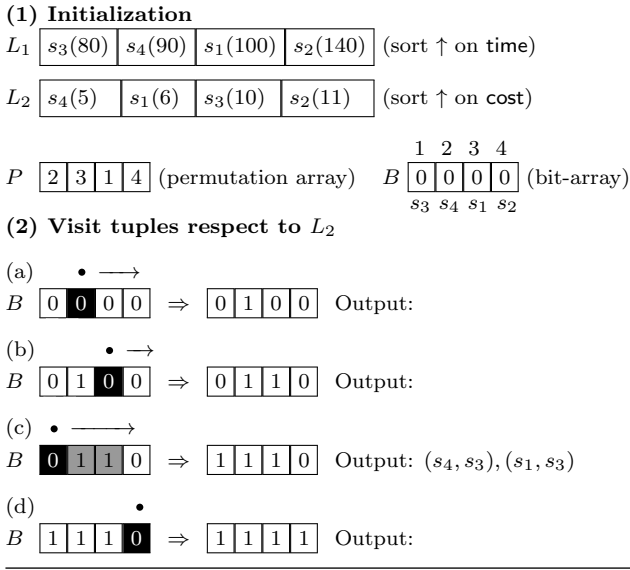 (1) Initialization
L₁ s₃(80) s₄(90) s₁(100) s₂(140) (sort ↑ on time)
L₂ s₄(5) s₁(6) s₃(10) s₂(11) (sort ↑ on cost)
1 2 3 4
P 2 3 1 4 (permutation array) B 0 0 0 0 (bit-array)
s₃ s₄ s₁ s₂
(2) Visit tuples respect to L₂
(a) • →
B 0 0 0 0 ⇒ 0 1 0 0 Output:
(b) • →
B 0 1 0 0 ⇒ 0 1 1 0 Output:
(c) • →
B 0 1 1 0 ⇒ 1 1 1 0 Output: (s₄, s₃), (s₁, s₃)
(d) •
B 1 1 1 0 ⇒ 1 1 1 1 Output: